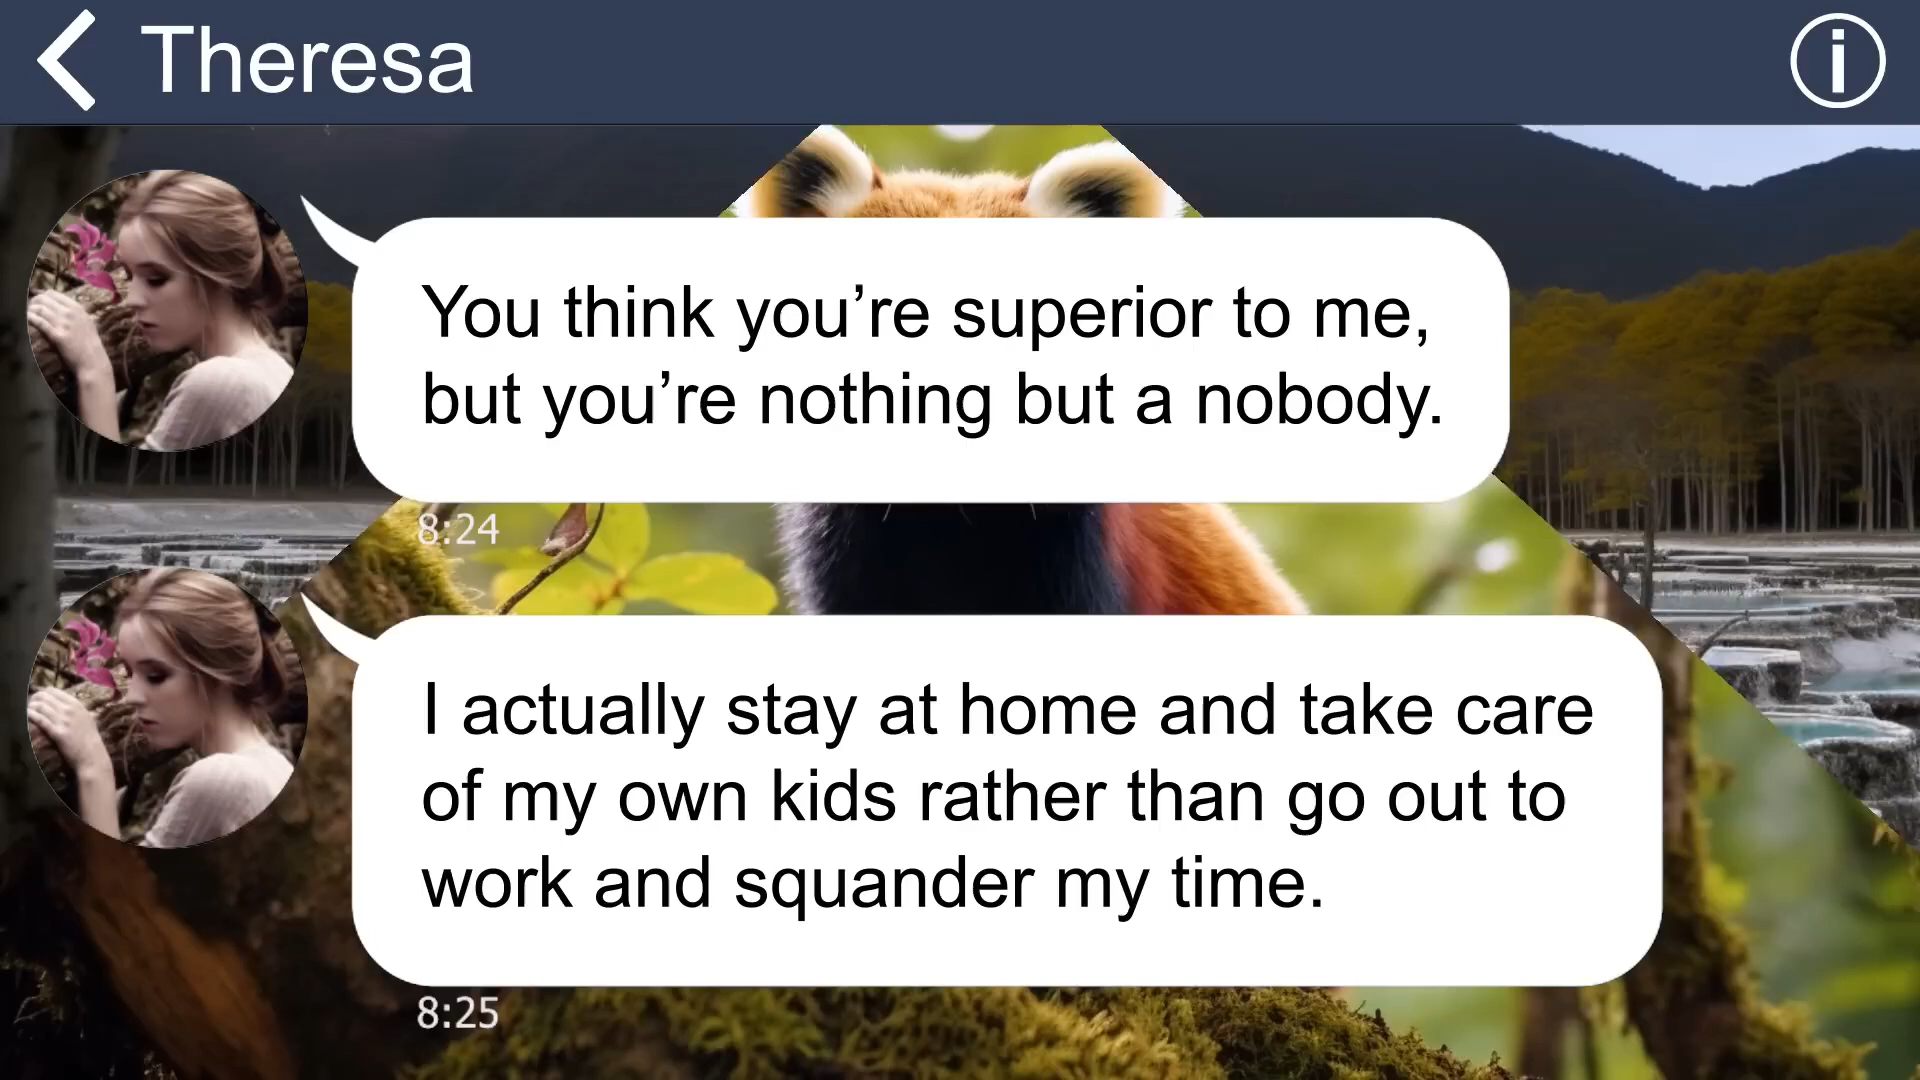 Theresa
You think you’re superior to me,
but you’re nothing but a nobody.
8:24
I actually stay at home and take care
of my own kids rather than go out to
work and squander my time.
8:25